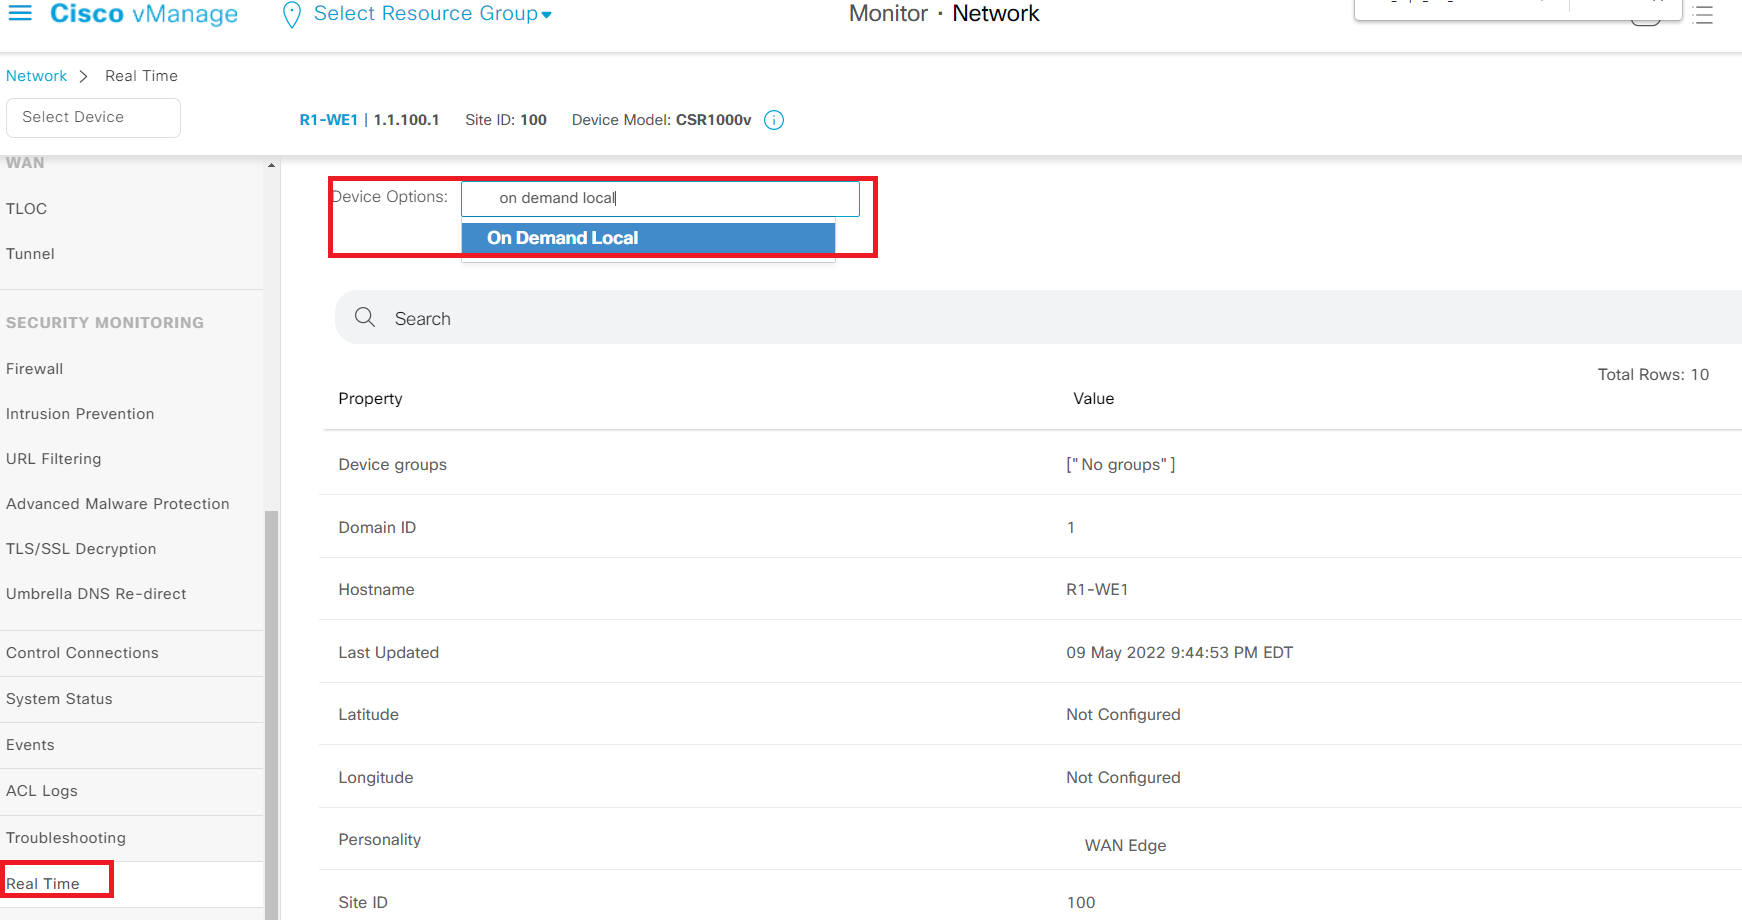 Cisco vManage
Select Resource Group
Monitor · Network
Network > Real Time
Select Device
R1-WE1 | 1.1.100.1 Site ID: 100 Device Model: CSR1000v
WAN
TLOC
Tunnel
SECURITY MONITORING
Firewall
Intrusion Prevention
URL Filtering
Advanced Malware Protection
TLS/SSL Decryption
Umbrella DNS Re-direct
Control Connections
System Status
Events
ACL Logs
Troubleshooting
Real Time
Device Options: on demand local
On Demand Local
Search
Total Rows: 10
Property Value
Device groups ["No groups"]
Domain ID 1
Hostname R1-WE1
Last Updated 09 May 2022 9:44:53 PM EDT
Latitude Not Configured
Longitude Not Configured
Personality WAN Edge
Site ID 100